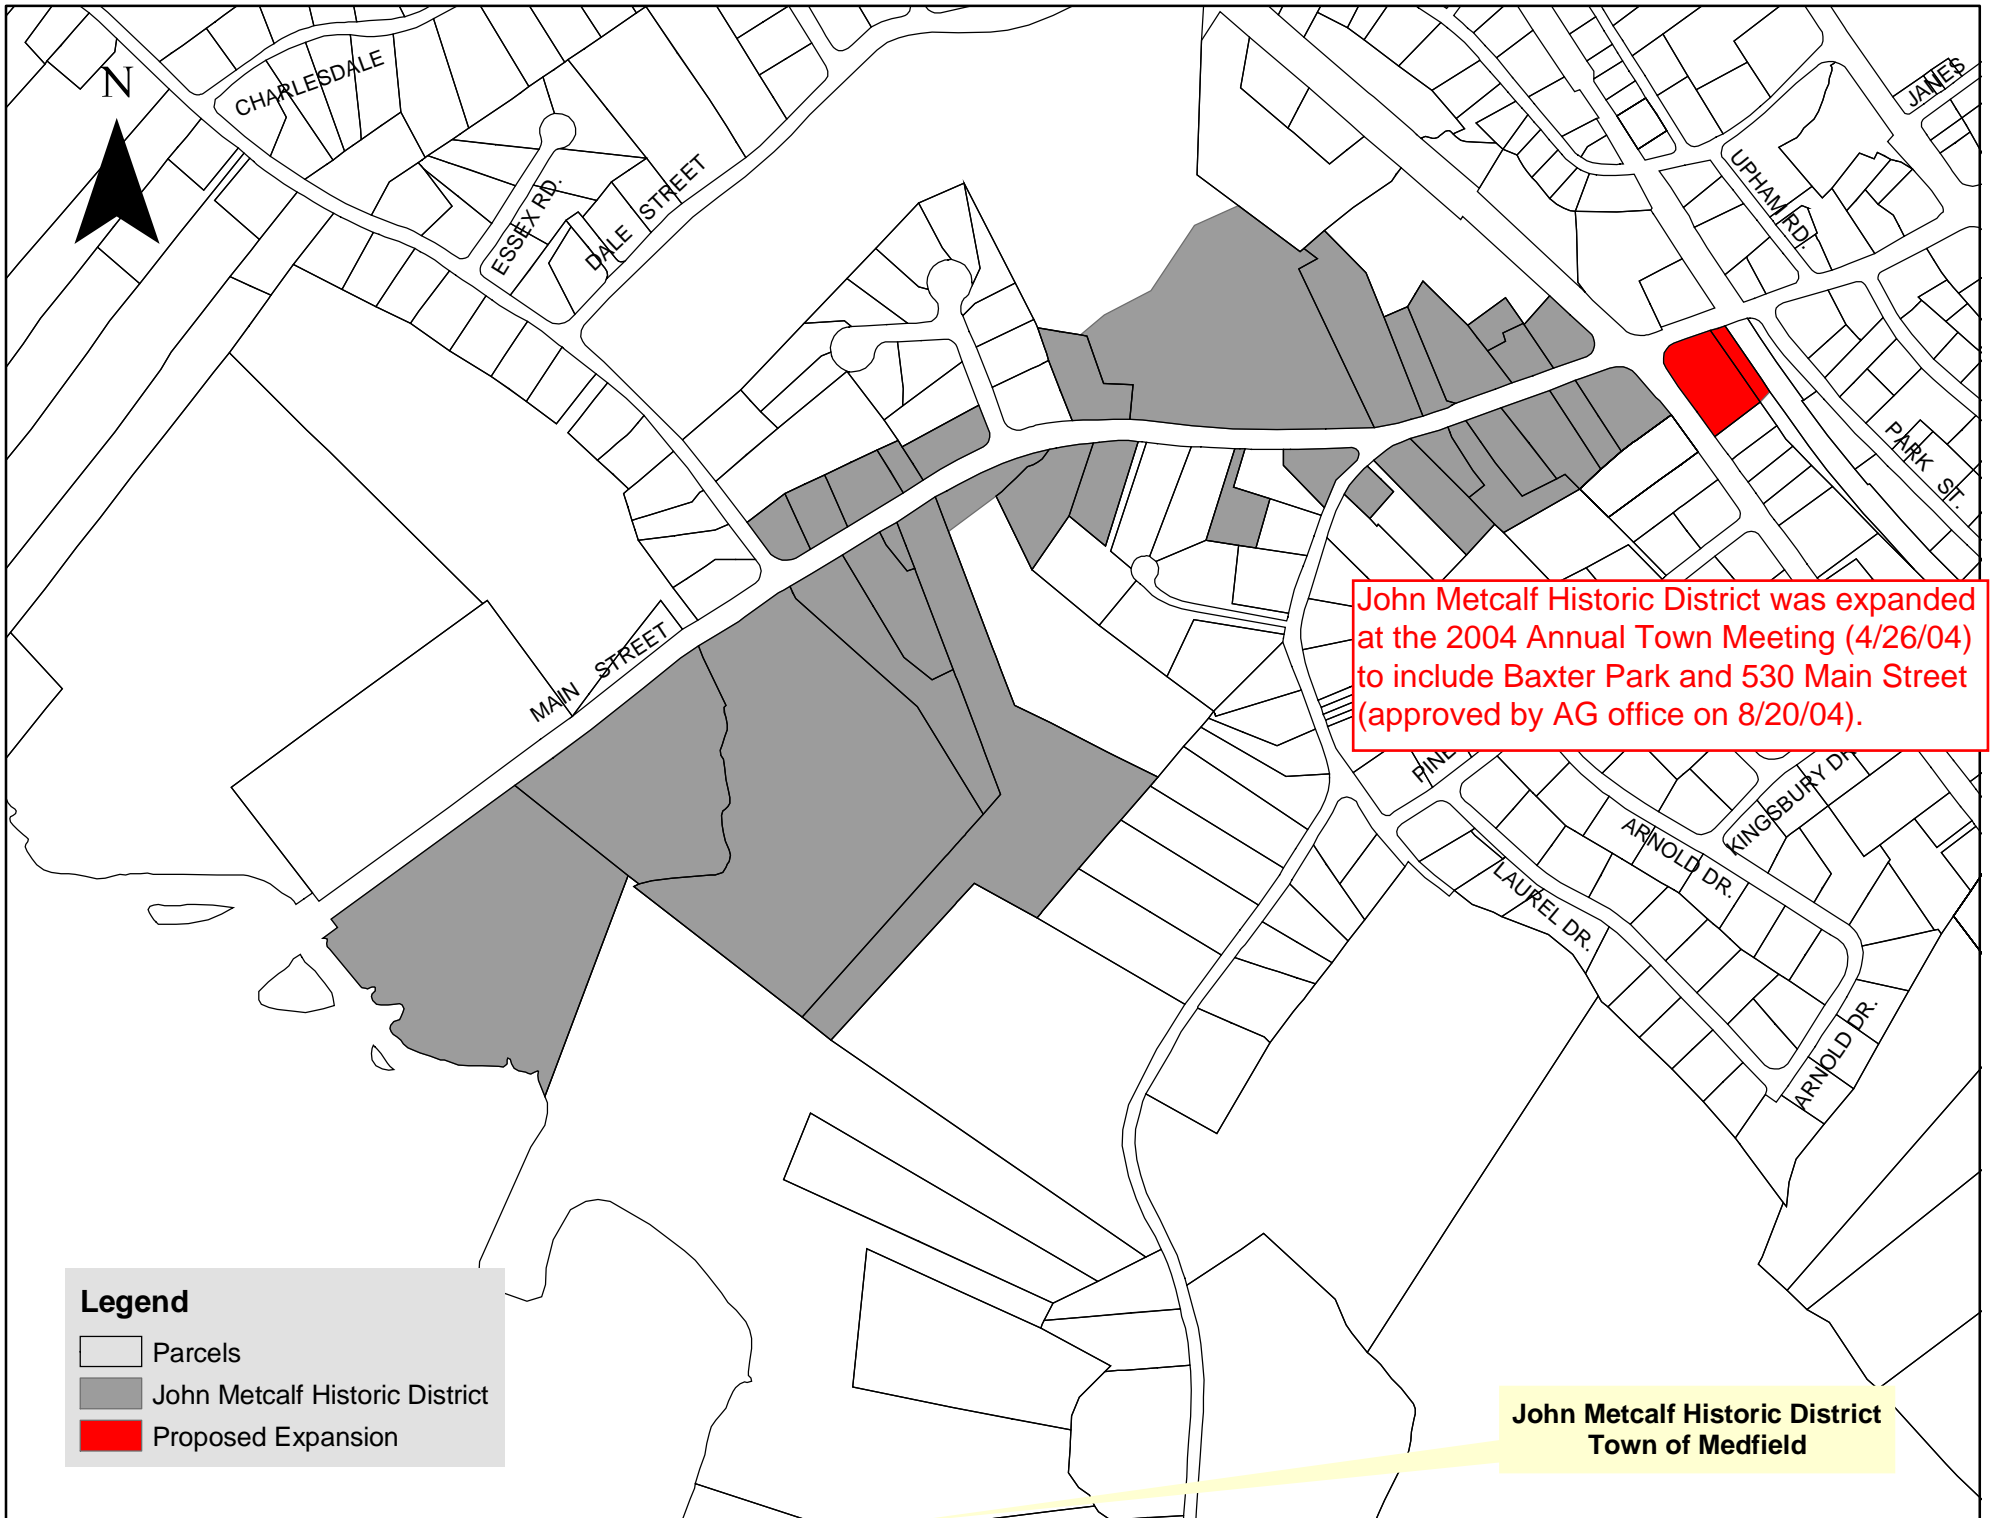 N
CHARLESDALE
ESSEX RD.
DALE STREET
JANES
UPHAM RD.
PARK ST.
MAIN STREET
John Metcalf Historic District was expanded
at the 2004 Annual Town Meeting (4/26/04)
to include Baxter Park and 530 Main Street
(approved by AG office on 8/20/04).
PINE
KINGSBURY DR
ARNOLD DR.
LAUREL DR.
ARNOLD DR.
Legend
Parcels
John Metcalf Historic District
Proposed Expansion
John Metcalf Historic District
Town of Medfield